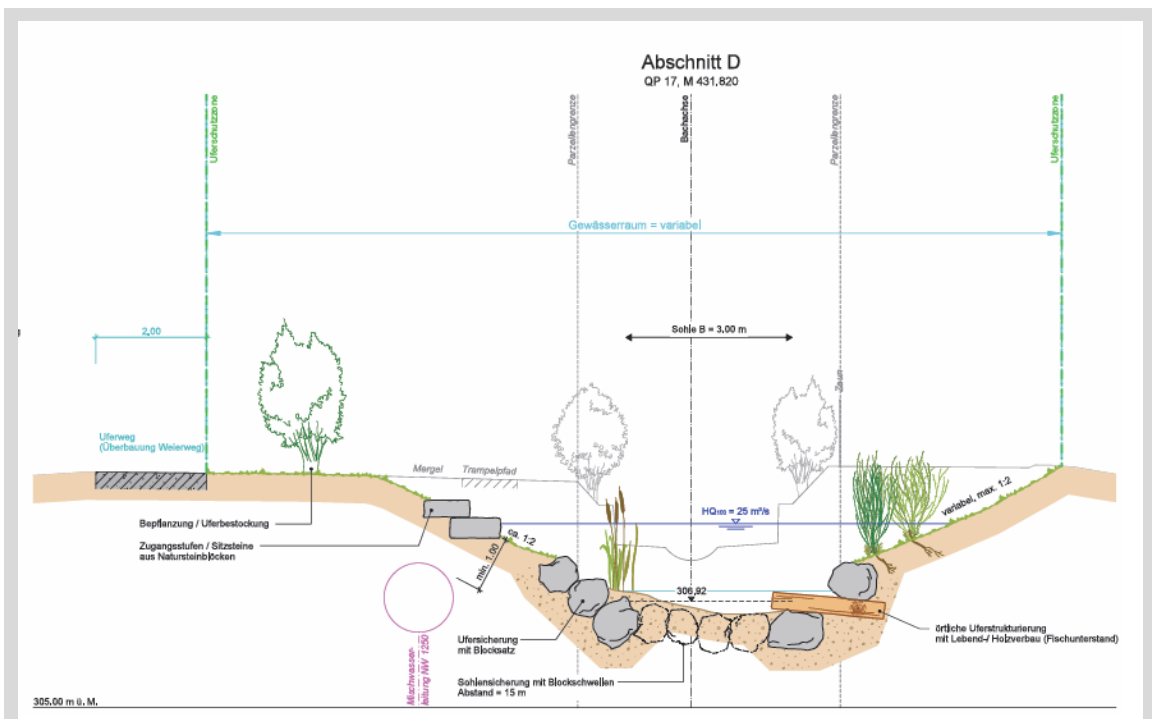 Abschnitt D
QP 17, M 431.820
Uferschutzzone
Parzellengrenze
Bachachse
Parzellengrenze
Uferschutzzone
Gewässerraum = variabel
2.00
Sohle B = 3.00 m
Zaun
Uferweg
(Überbauung Weierweg)
Mergel
Trampelpfad
HQ100 = 25 m³/s
variabel, max. 1:2
Bepflanzung / Uferbestockung
Zugangsstufen / Sitzsteine
aus Natursteinblöcken
ca. 1:2
min. 1.00
306.92
Ufersicherung
mit Blocksatz
örtliche Uferstrukturierung
mit Lebend-/ Holzverbau (Fischunterstand)
Mischwasser-
leitung NW 1250
Sohlensicherung mit Blockschwellen
Abstand = 15 m
305.00 m ü. M.